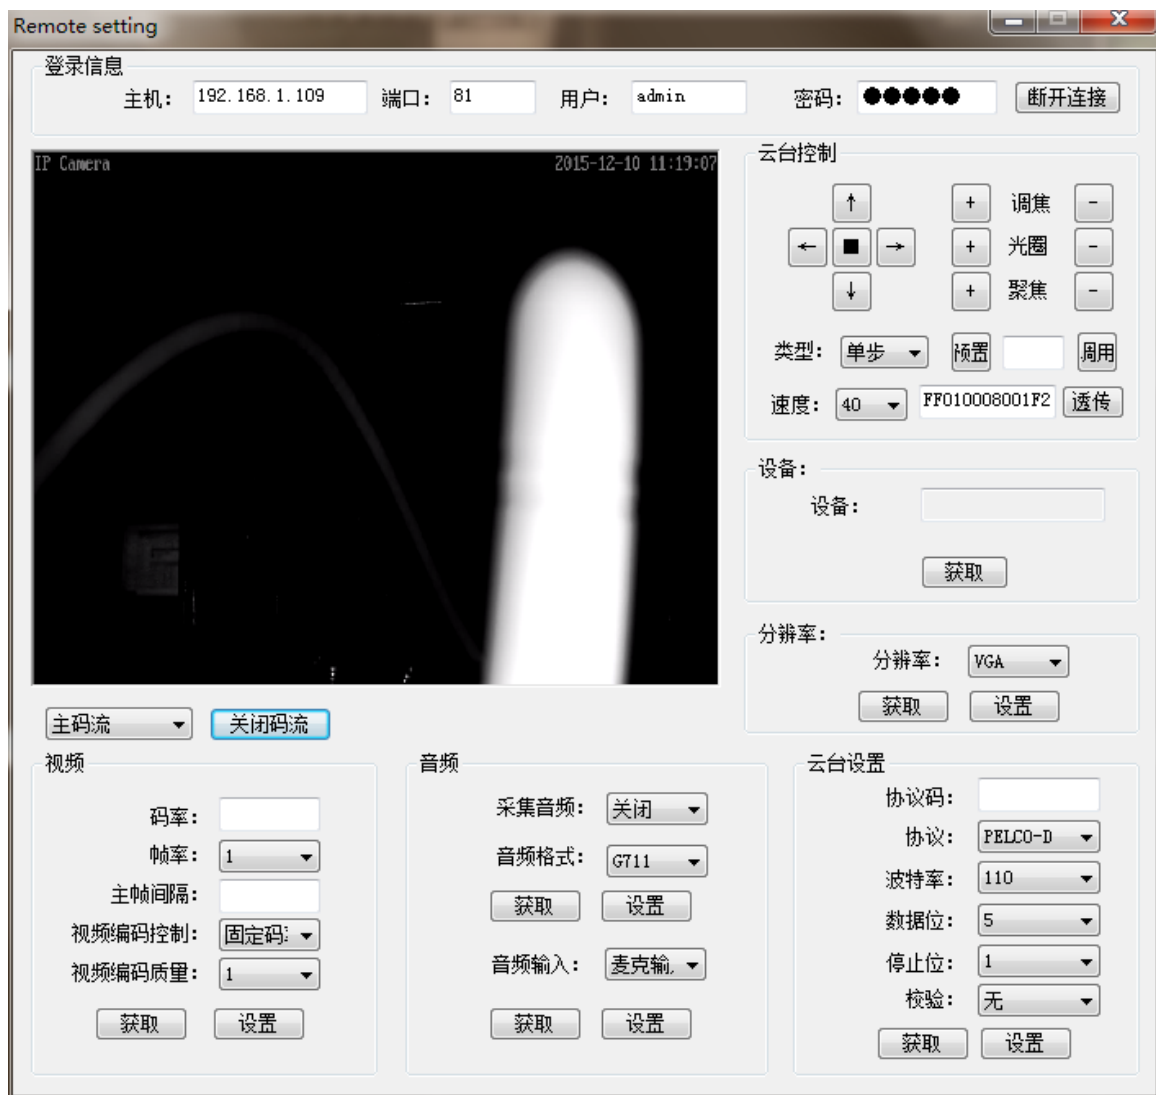 Remote setting
登录信息
主机: 192.168.1.109 端口: 81 用户: admin 密码: ●●●●● 断开连接
IP Camera 2015-12-10 11:19:07
云台控制
↑ + 调焦 -
← ■ → + 光圈 -
↓ + 聚焦 -
类型: 单步 预置 调用
速度: 40 FF010008001F2 透传
设备:
设备:
获取
分辨率:
分辨率: VGA
获取 设置
主码流 关闭码流
视频
码率:
帧率: 1
主帧间隔:
视频编码控制: 固定码
视频编码质量: 1
获取 设置
音频
采集音频: 关闭
音频格式: G711
获取 设置
音频输入: 麦克输
获取 设置
云台设置
协议码:
协议: PELCO-D
波特率: 110
数据位: 5
停止位: 1
校验: 无
获取 设置